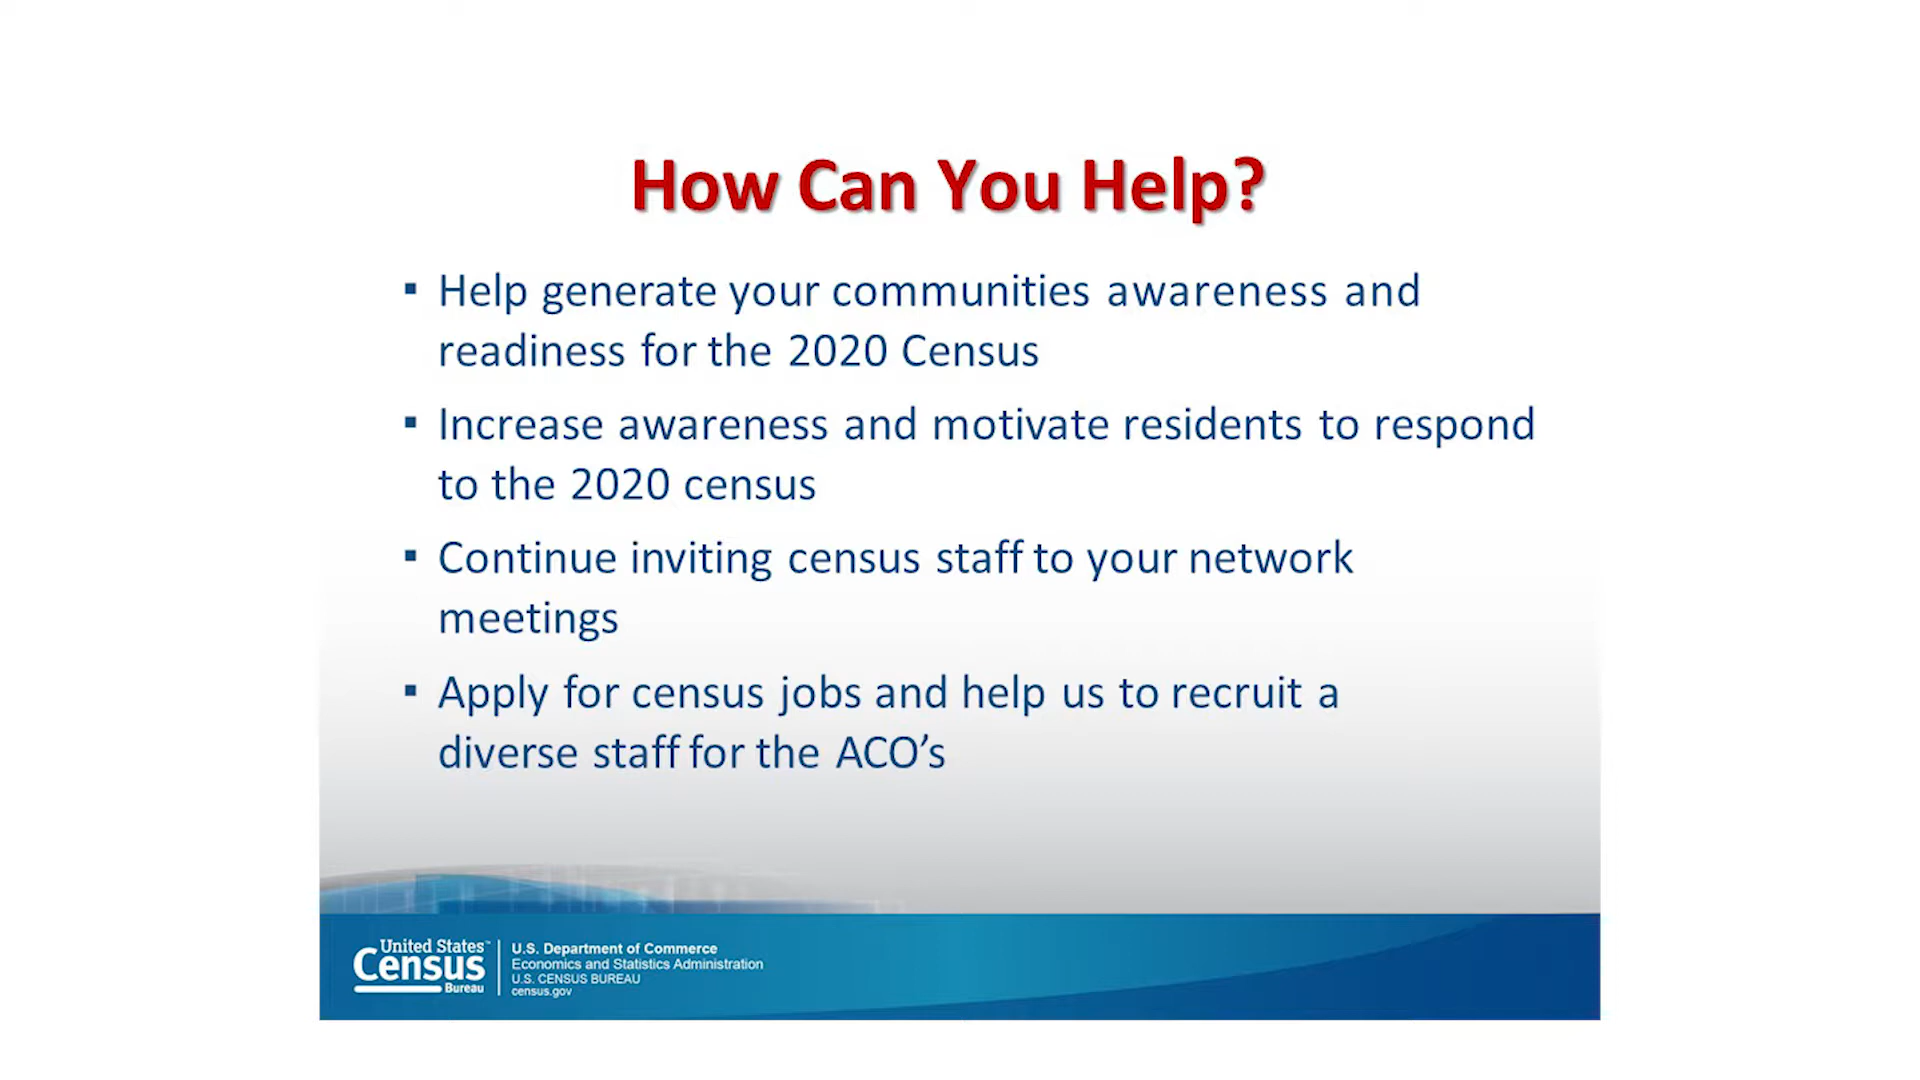 How Can You Help?
▪ Help generate your communities awareness and
readiness for the 2020 Census
▪ Increase awareness and motivate residents to respond
to the 2020 census
▪ Continue inviting census staff to your network
meetings
▪ Apply for census jobs and help us to recruit a
diverse staff for the ACO’s
United States™
Census
Bureau
U.S. Department of Commerce
Economics and Statistics Administration
U.S. CENSUS BUREAU
census.gov